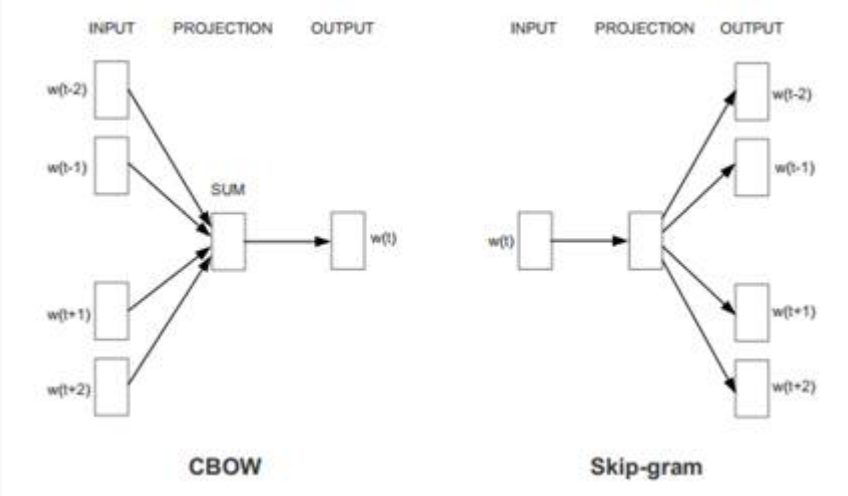 INPUT PROJECTION OUTPUT
w(t-2)
w(t-1)
SUM
w(t)
w(t+1)
w(t+2)
CBOW
INPUT PROJECTION OUTPUT
w(t-2)
w(t-1)
w(t)
w(t+1)
w(t+2)
Skip-gram